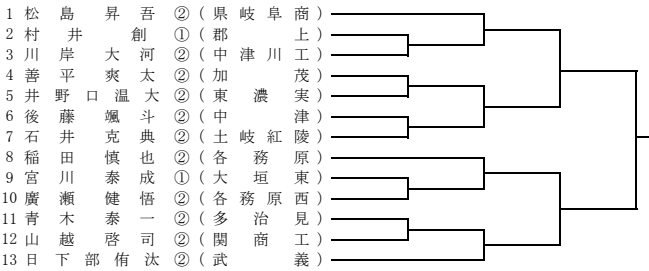 1 松島 昇吾 ② (県岐阜商)
2 村井 創 ① (郡上)
3 川岸 大河 ② (中津川工)
4 善平 爽太 ② (加茂)
5 井野口 温大 ② (東濃実)
6 後藤 颯斗 ② (中津)
7 石井 克典 ② (土岐紅陵)
8 稲田 慎也 ② (各務原)
9 宮川 泰成 ① (大垣東)
10 廣瀬 健悟 ② (各務原西)
11 青木 泰一 ② (多治見)
12 山越 啓司 ② (関商工)
13 日下部 侑汰 ② (武義)